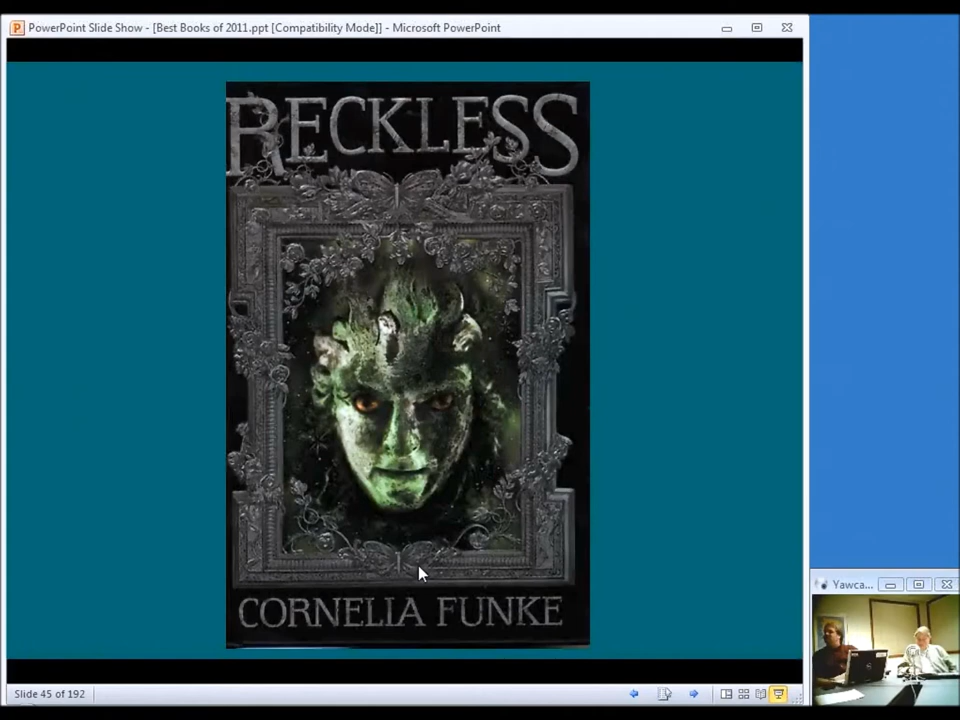 PowerPoint Slide Show - [Best Books of 2011.ppt [Compatibility Mode]] - Microsoft PowerPoint
RECKLESS
CORNELIA FUNKE
Yawca...
Slide 45 of 192